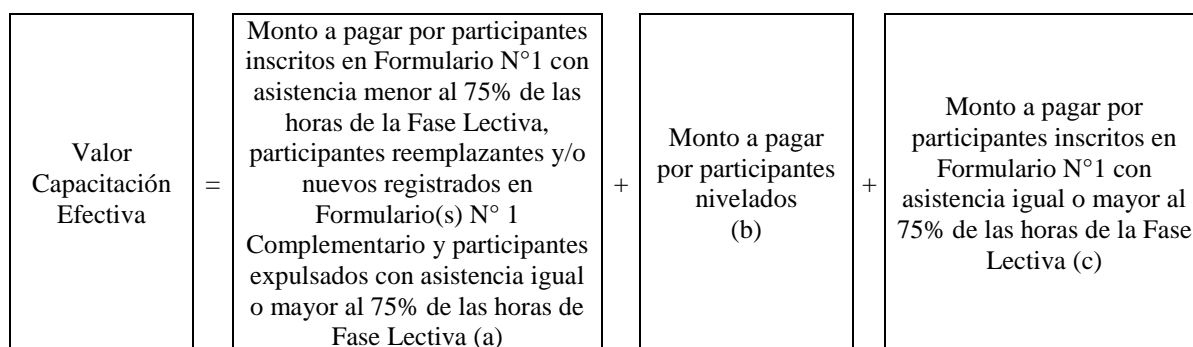 Valor
Capacitación
Efectiva
=
Monto a pagar por participantes
inscritos en Formulario N°1 con
asistencia menor al 75% de las
horas de la Fase Lectiva,
participantes reemplazantes y/o
nuevos registrados en
Formulario(s) N° 1
Complementario y participantes
expulsados con asistencia igual
o mayor al 75% de las horas de
Fase Lectiva (a)
+
Monto a pagar
por participantes
nivelados
(b)
+
Monto a pagar por
participantes inscritos en
Formulario N°1 con
asistencia igual o mayor al
75% de las horas de la Fase
Lectiva (c)